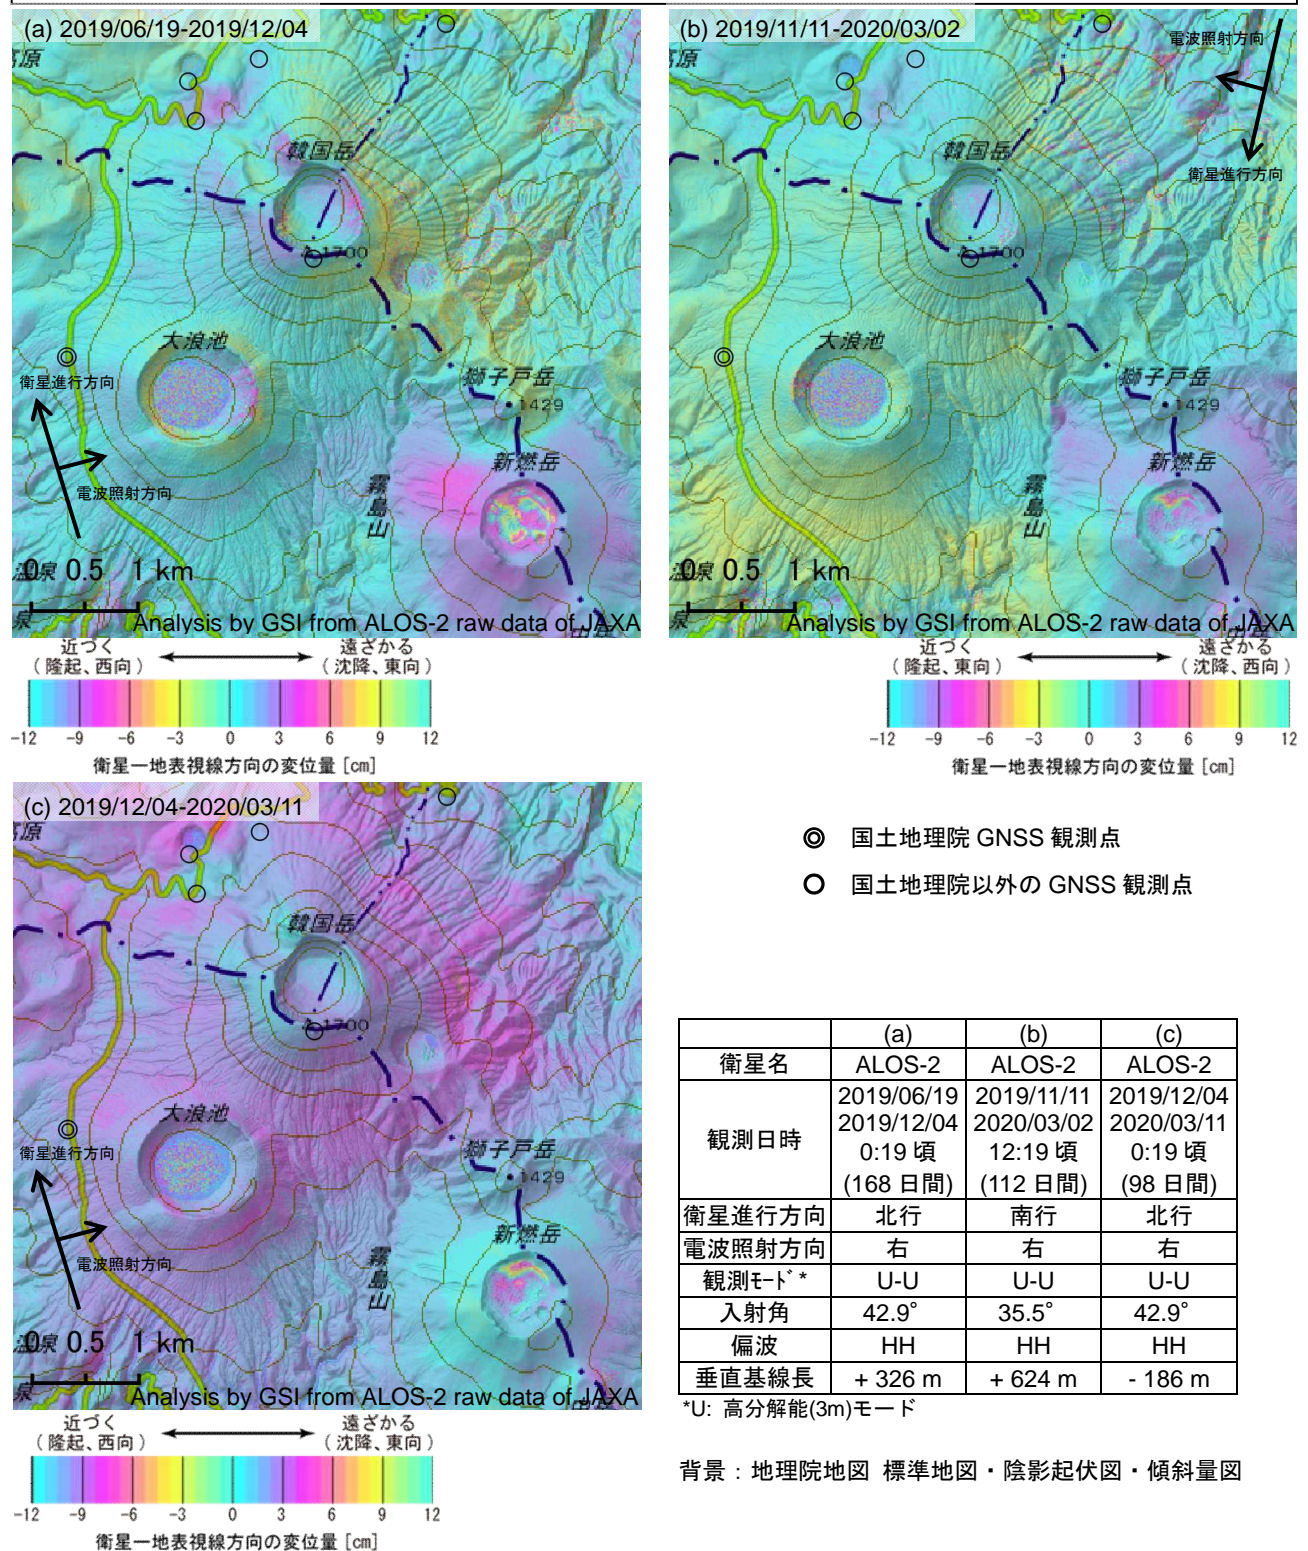 (a) 2019/06/19-2019/12/04
韓国岳
1700
大浪池
獅子戸岳
1429
新燃岳
霧島山
衛星進行方向
電波照射方向
0 0.5 1 km
Analysis by GSI from ALOS-2 raw data of JAXA
近づく
(隆起、西向)
遠ざかる
(沈降、東向)
-12 -9 -6 -3 0 3 6 9 12
衛星―地表視線方向の変位量 [cm]
(b) 2019/11/11-2020/03/02
電波照射方向
衛星進行方向
韓国岳
1700
大浪池
獅子戸岳
1429
新燃岳
霧島山
0 0.5 1 km
Analysis by GSI from ALOS-2 raw data of JAXA
近づく
(隆起、東向)
遠ざかる
(沈降、西向)
-12 -9 -6 -3 0 3 6 9 12
衛星―地表視線方向の変位量 [cm]
(c) 2019/12/04-2020/03/11
韓国岳
1700
大浪池
獅子戸岳
1429
新燃岳
霧島山
衛星進行方向
電波照射方向
0 0.5 1 km
Analysis by GSI from ALOS-2 raw data of JAXA
近づく
(隆起、西向)
遠ざかる
(沈降、東向)
-12 -9 -6 -3 0 3 6 9 12
衛星―地表視線方向の変位量 [cm]
◎ 国土地理院 GNSS 観測点
○ 国土地理院以外の GNSS 観測点
(a) (b) (c)
衛星名 ALOS-2 ALOS-2 ALOS-2
観測日時
2019/06/19 2019/11/11 2019/12/04
2019/12/04 2020/03/02 2020/03/11
0:19 頃 12:19 頃 0:19 頃
(168 日間) (112 日間) (98 日間)
衛星進行方向 北行 南行 北行
電波照射方向 右 右 右
観測ﾓｰﾄﾞ* U-U U-U U-U
入射角 42.9° 35.5° 42.9°
偏波 HH HH HH
垂直基線長 + 326 m + 624 m - 186 m
*U: 高分解能(3m)モード
背景：地理院地図 標準地図・陰影起伏図・傾斜量図